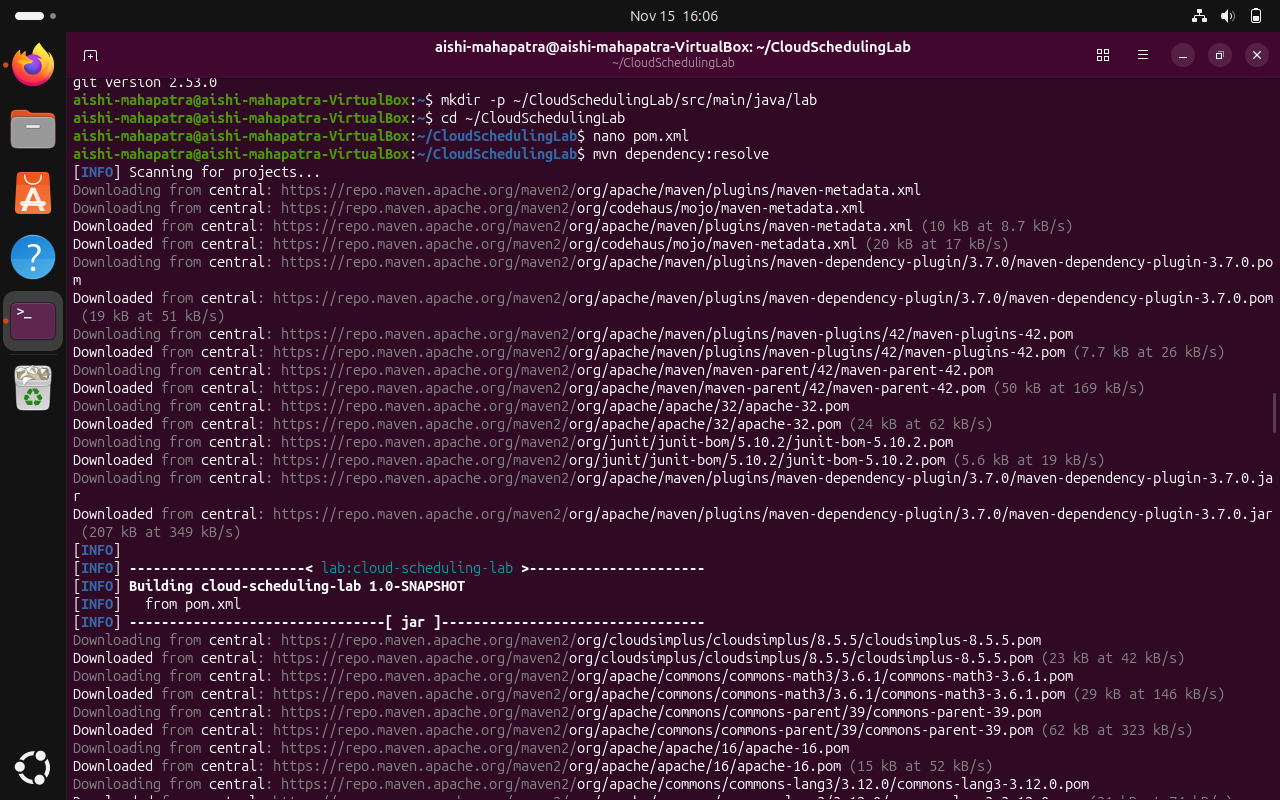 Nov 15 16:06
aishi-mahapatra@aishi-mahapatra-VirtualBox: ~/CloudSchedulingLab
~/CloudSchedulingLab
git version 2.53.0
aishi-mahapatra@aishi-mahapatra-VirtualBox:~$ mkdir -p ~/CloudSchedulingLab/src/main/java/lab
aishi-mahapatra@aishi-mahapatra-VirtualBox:~$ cd ~/CloudSchedulingLab
aishi-mahapatra@aishi-mahapatra-VirtualBox:~/CloudSchedulingLab$ nano pom.xml
aishi-mahapatra@aishi-mahapatra-VirtualBox:~/CloudSchedulingLab$ mvn dependency:resolve
[INFO] Scanning for projects...
Downloading from central: https://repo.maven.apache.org/maven2/org/apache/maven/plugins/maven-metadata.xml
Downloading from central: https://repo.maven.apache.org/maven2/org/codehaus/mojo/maven-metadata.xml
Downloaded from central: https://repo.maven.apache.org/maven2/org/apache/maven/plugins/maven-metadata.xml (10 kB at 8.7 kB/s)
Downloaded from central: https://repo.maven.apache.org/maven2/org/codehaus/mojo/maven-metadata.xml (20 kB at 17 kB/s)
Downloading from central: https://repo.maven.apache.org/maven2/org/apache/maven/plugins/maven-dependency-plugin/3.7.0/maven-dependency-plugin-3.7.0.po
m
Downloaded from central: https://repo.maven.apache.org/maven2/org/apache/maven/plugins/maven-dependency-plugin/3.7.0/maven-dependency-plugin-3.7.0.pom
(19 kB at 51 kB/s)
Downloading from central: https://repo.maven.apache.org/maven2/org/apache/maven/plugins/maven-plugins/42/maven-plugins-42.pom
Downloaded from central: https://repo.maven.apache.org/maven2/org/apache/maven/plugins/maven-plugins/42/maven-plugins-42.pom (7.7 kB at 26 kB/s)
Downloading from central: https://repo.maven.apache.org/maven2/org/apache/maven/maven-parent/42/maven-parent-42.pom
Downloaded from central: https://repo.maven.apache.org/maven2/org/apache/maven/maven-parent/42/maven-parent-42.pom (50 kB at 169 kB/s)
Downloading from central: https://repo.maven.apache.org/maven2/org/apache/apache/32/apache-32.pom
Downloaded from central: https://repo.maven.apache.org/maven2/org/apache/apache/32/apache-32.pom (24 kB at 62 kB/s)
Downloading from central: https://repo.maven.apache.org/maven2/org/junit/junit-bom/5.10.2/junit-bom-5.10.2.pom
Downloaded from central: https://repo.maven.apache.org/maven2/org/junit/junit-bom/5.10.2/junit-bom-5.10.2.pom (5.6 kB at 19 kB/s)
Downloading from central: https://repo.maven.apache.org/maven2/org/apache/maven/plugins/maven-dependency-plugin/3.7.0/maven-dependency-plugin-3.7.0.ja
r
Downloaded from central: https://repo.maven.apache.org/maven2/org/apache/maven/plugins/maven-dependency-plugin/3.7.0/maven-dependency-plugin-3.7.0.jar
(207 kB at 349 kB/s)
[INFO]
[INFO] ----------------------< lab:cloud-scheduling-lab >----------------------
[INFO] Building cloud-scheduling-lab 1.0-SNAPSHOT
[INFO]   from pom.xml
[INFO] --------------------------------[ jar ]---------------------------------
Downloading from central: https://repo.maven.apache.org/maven2/org/cloudsimplus/cloudsimplus/8.5.5/cloudsimplus-8.5.5.pom
Downloaded from central: https://repo.maven.apache.org/maven2/org/cloudsimplus/cloudsimplus/8.5.5/cloudsimplus-8.5.5.pom (23 kB at 42 kB/s)
Downloading from central: https://repo.maven.apache.org/maven2/org/apache/commons/commons-math3/3.6.1/commons-math3-3.6.1.pom
Downloaded from central: https://repo.maven.apache.org/maven2/org/apache/commons/commons-math3/3.6.1/commons-math3-3.6.1.pom (29 kB at 146 kB/s)
Downloading from central: https://repo.maven.apache.org/maven2/org/apache/commons/commons-parent/39/commons-parent-39.pom
Downloaded from central: https://repo.maven.apache.org/maven2/org/apache/commons/commons-parent/39/commons-parent-39.pom (62 kB at 323 kB/s)
Downloading from central: https://repo.maven.apache.org/maven2/org/apache/apache/16/apache-16.pom
Downloaded from central: https://repo.maven.apache.org/maven2/org/apache/apache/16/apache-16.pom (15 kB at 52 kB/s)
Downloading from central: https://repo.maven.apache.org/maven2/org/apache/commons/commons-lang3/3.12.0/commons-lang3-3.12.0.pom